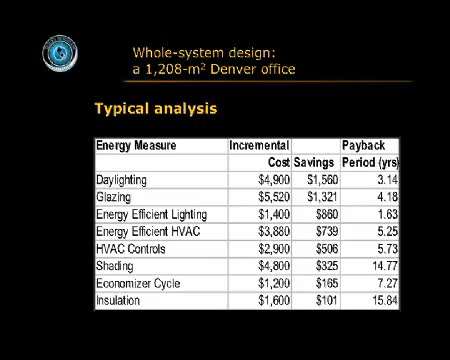 Whole-system design:
a 1,208-m² Denver office
Typical analysis
Energy Measure Incremental Payback
Cost Savings Period (yrs)
Daylighting $4,900 $1,560 3.14
Glazing $5,520 $1,321 4.18
Energy Efficient Lighting $1,400 $860 1.63
Energy Efficient HVAC $3,880 $739 5.25
HVAC Controls $2,900 $506 5.73
Shading $4,800 $325 14.77
Economizer Cycle $1,200 $165 7.27
Insulation $1,600 $101 15.84